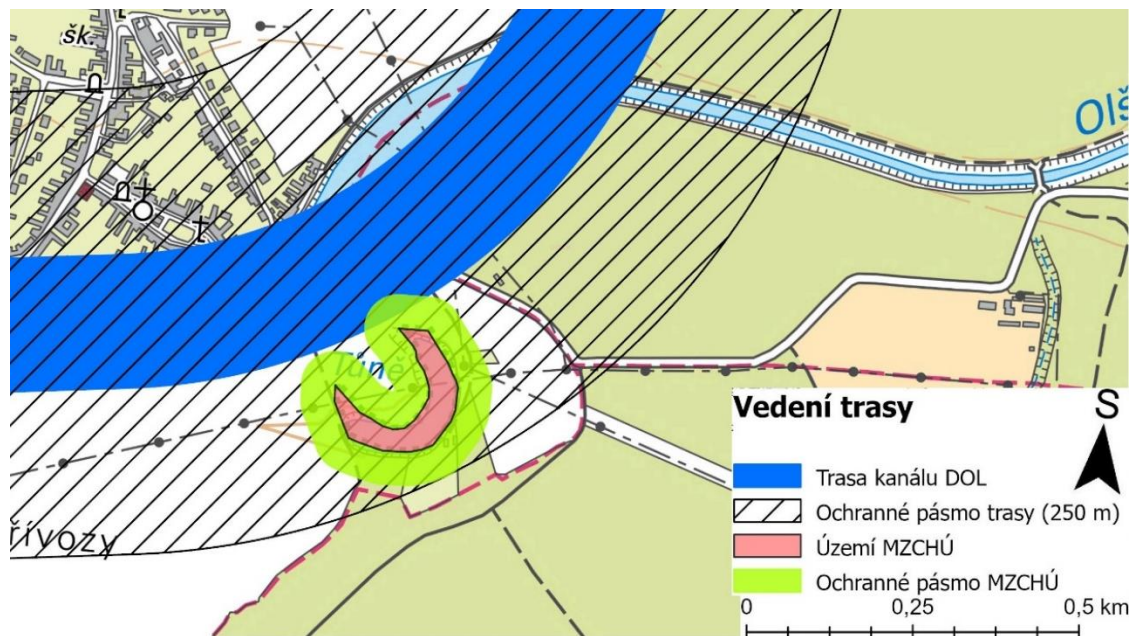 šk.
Olš
Tůně
řívozy
Vedení trasy
S
Trasa kanálu DOL
Ochranné pásmo trasy (250 m)
Území MZCHÚ
Ochranné pásmo MZCHÚ
0 0,25 0,5 km